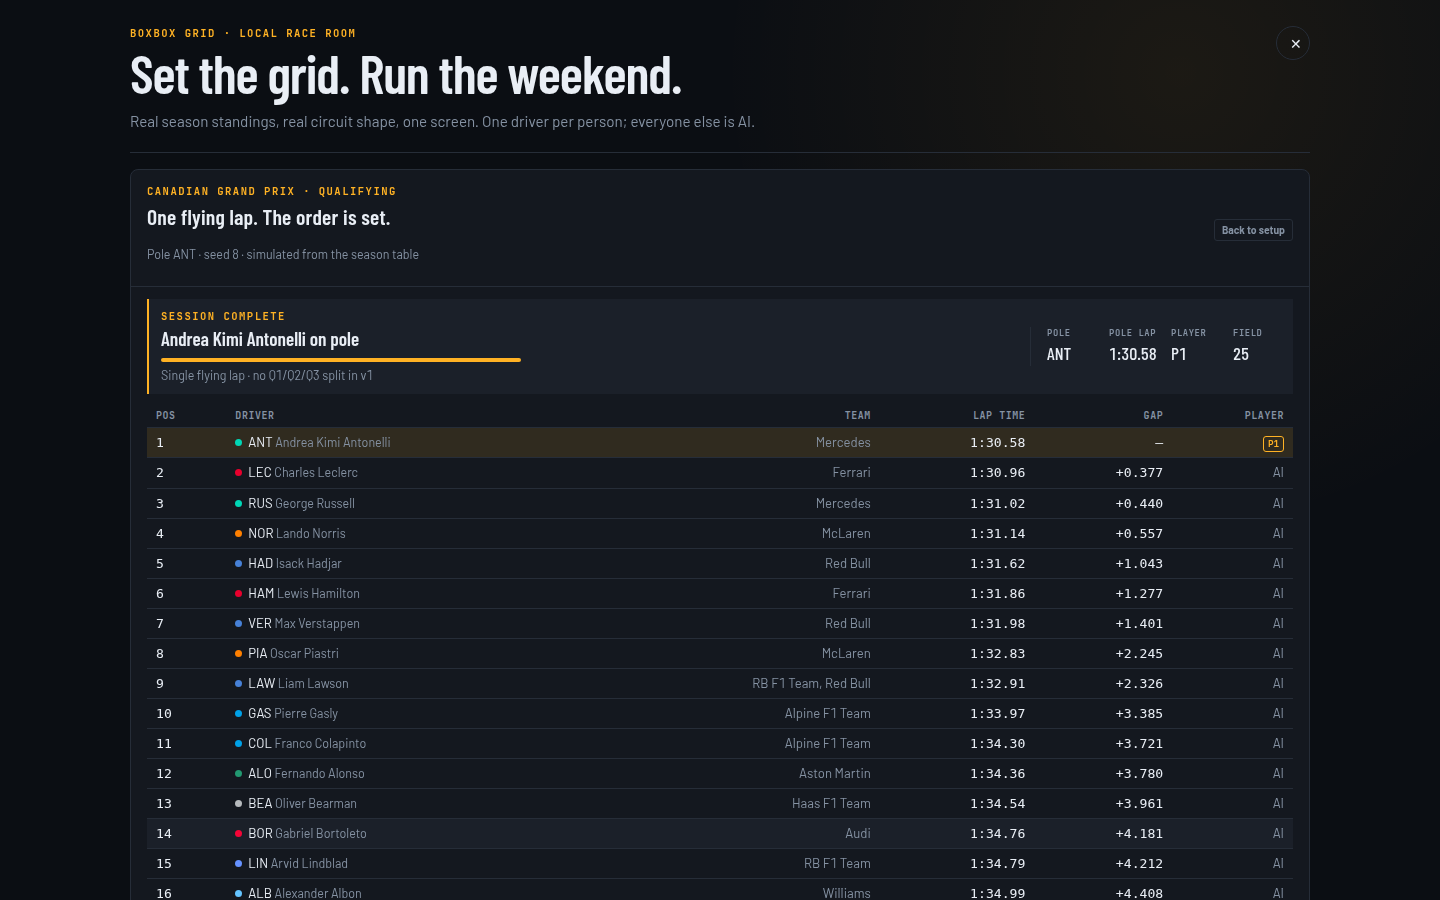 BOXBOX GRID · LOCAL RACE ROOM
Set the grid. Run the weekend.
Real season standings, real circuit shape, one screen. One driver per person; everyone else is AI.
×
CANADIAN GRAND PRIX · QUALIFYING
One flying lap. The order is set.
Back to setup
Pole ANT · seed 8 · simulated from the season table
SESSION COMPLETE
Andrea Kimi Antonelli on pole
Single flying lap · no Q1/Q2/Q3 split in v1
POLE POLE LAP PLAYER FIELD
ANT 1:30.58 P1 25
POS DRIVER TEAM LAP TIME GAP PLAYER
1 ANT Andrea Kimi Antonelli Mercedes 1:30.58 — P1
2 LEC Charles Leclerc Ferrari 1:30.96 +0.377 AI
3 RUS George Russell Mercedes 1:31.02 +0.440 AI
4 NOR Lando Norris McLaren 1:31.14 +0.557 AI
5 HAD Isack Hadjar Red Bull 1:31.62 +1.043 AI
6 HAM Lewis Hamilton Ferrari 1:31.86 +1.277 AI
7 VER Max Verstappen Red Bull 1:31.98 +1.401 AI
8 PIA Oscar Piastri McLaren 1:32.83 +2.245 AI
9 LAW Liam Lawson RB F1 Team, Red Bull 1:32.91 +2.326 AI
10 GAS Pierre Gasly Alpine F1 Team 1:33.97 +3.385 AI
11 COL Franco Colapinto Alpine F1 Team 1:34.30 +3.721 AI
12 ALO Fernando Alonso Aston Martin 1:34.36 +3.780 AI
13 BEA Oliver Bearman Haas F1 Team 1:34.54 +3.961 AI
14 BOR Gabriel Bortoleto Audi 1:34.76 +4.181 AI
15 LIN Arvid Lindblad RB F1 Team 1:34.79 +4.212 AI
16 ALB Alexander Albon Williams 1:34.99 +4.408 AI